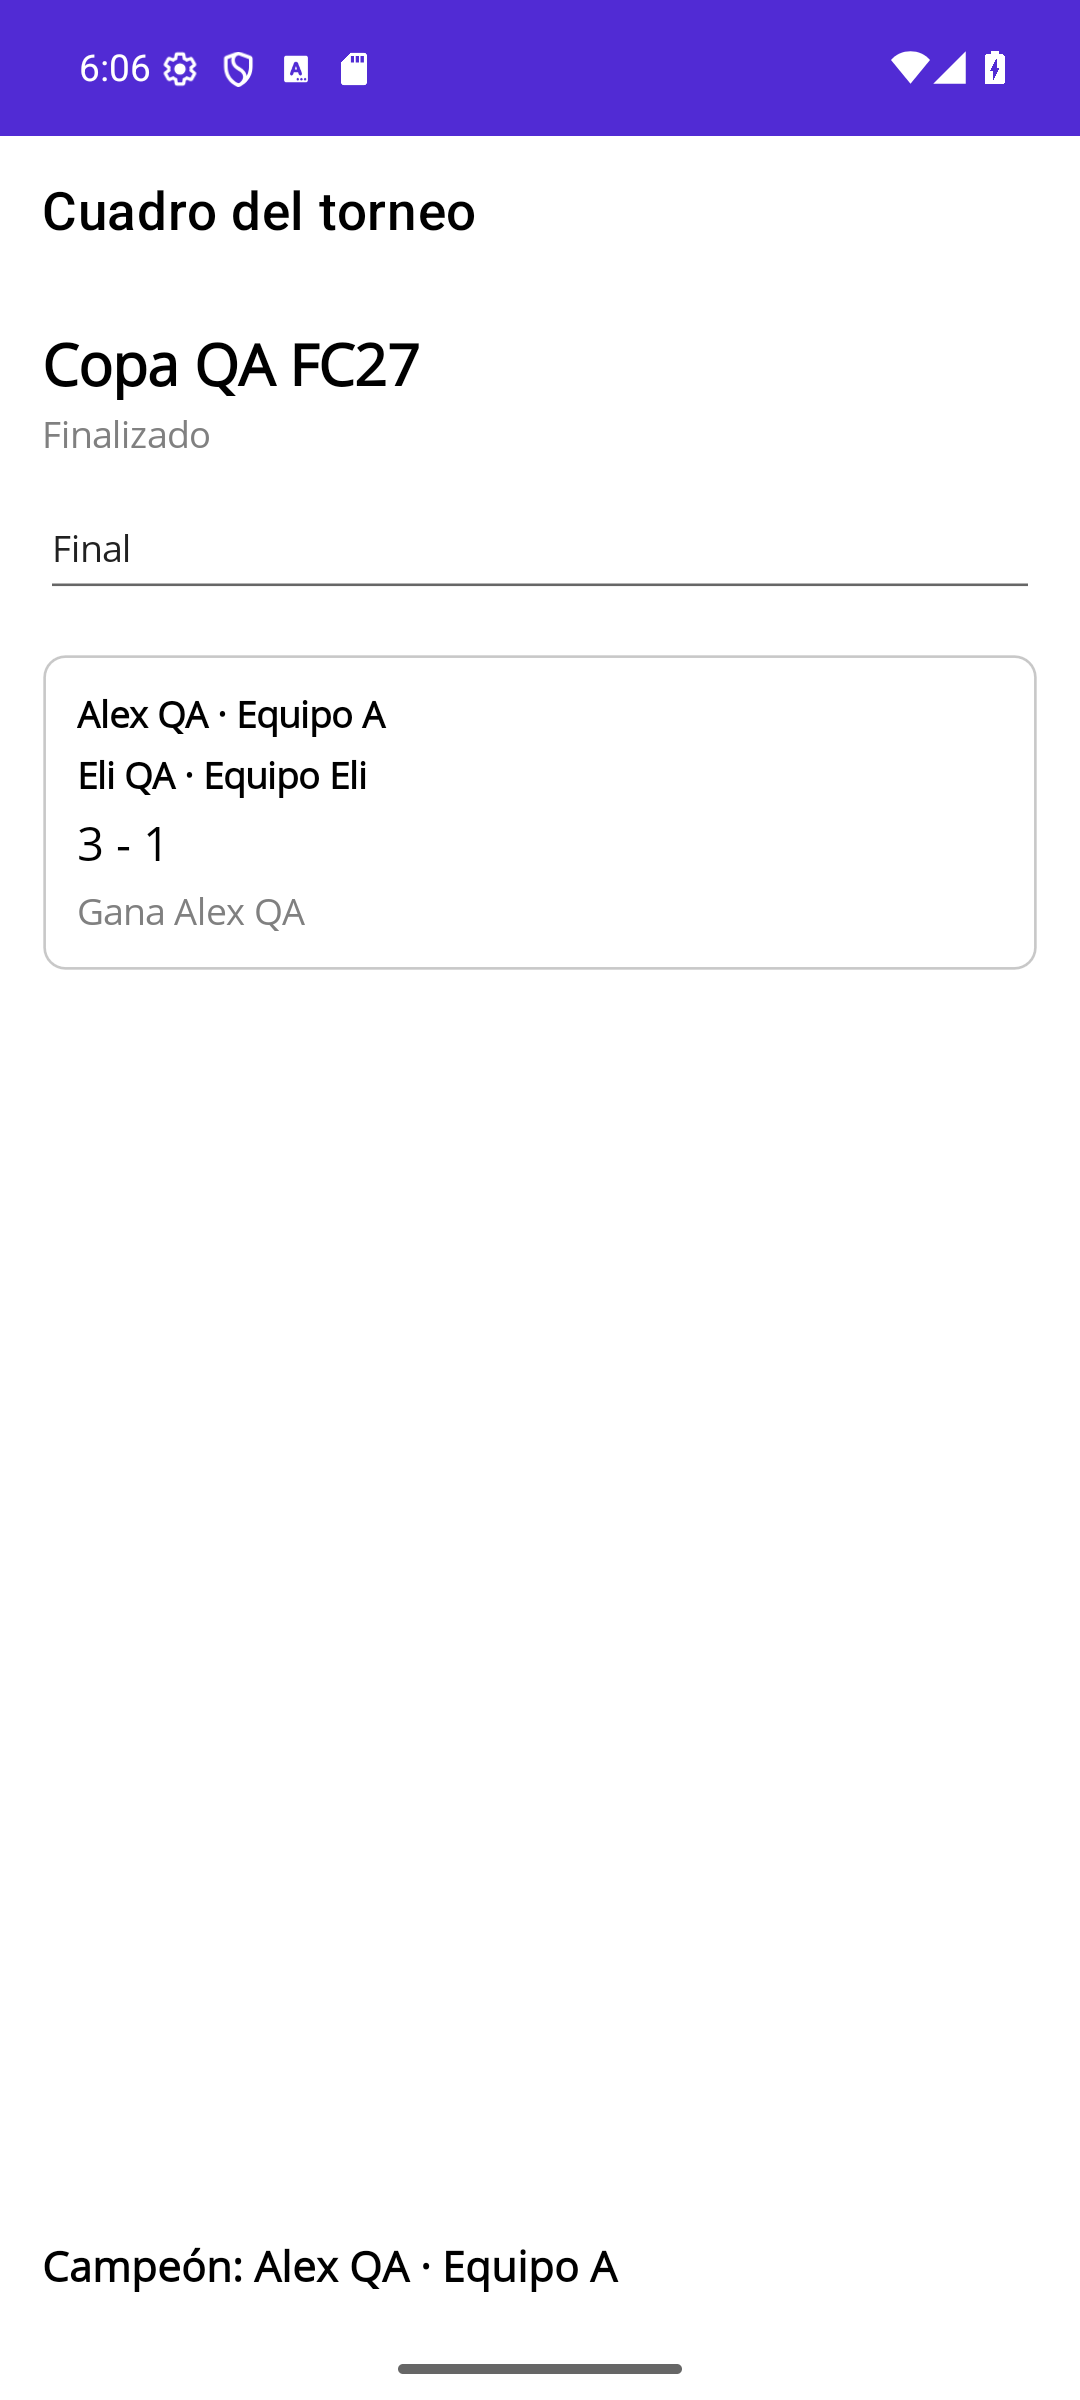 6:06
Cuadro del torneo
Copa QA FC27
Finalizado
Final
Alex QA · Equipo A
Eli QA · Equipo Eli
3 - 1
Gana Alex QA
Campeón: Alex QA · Equipo A